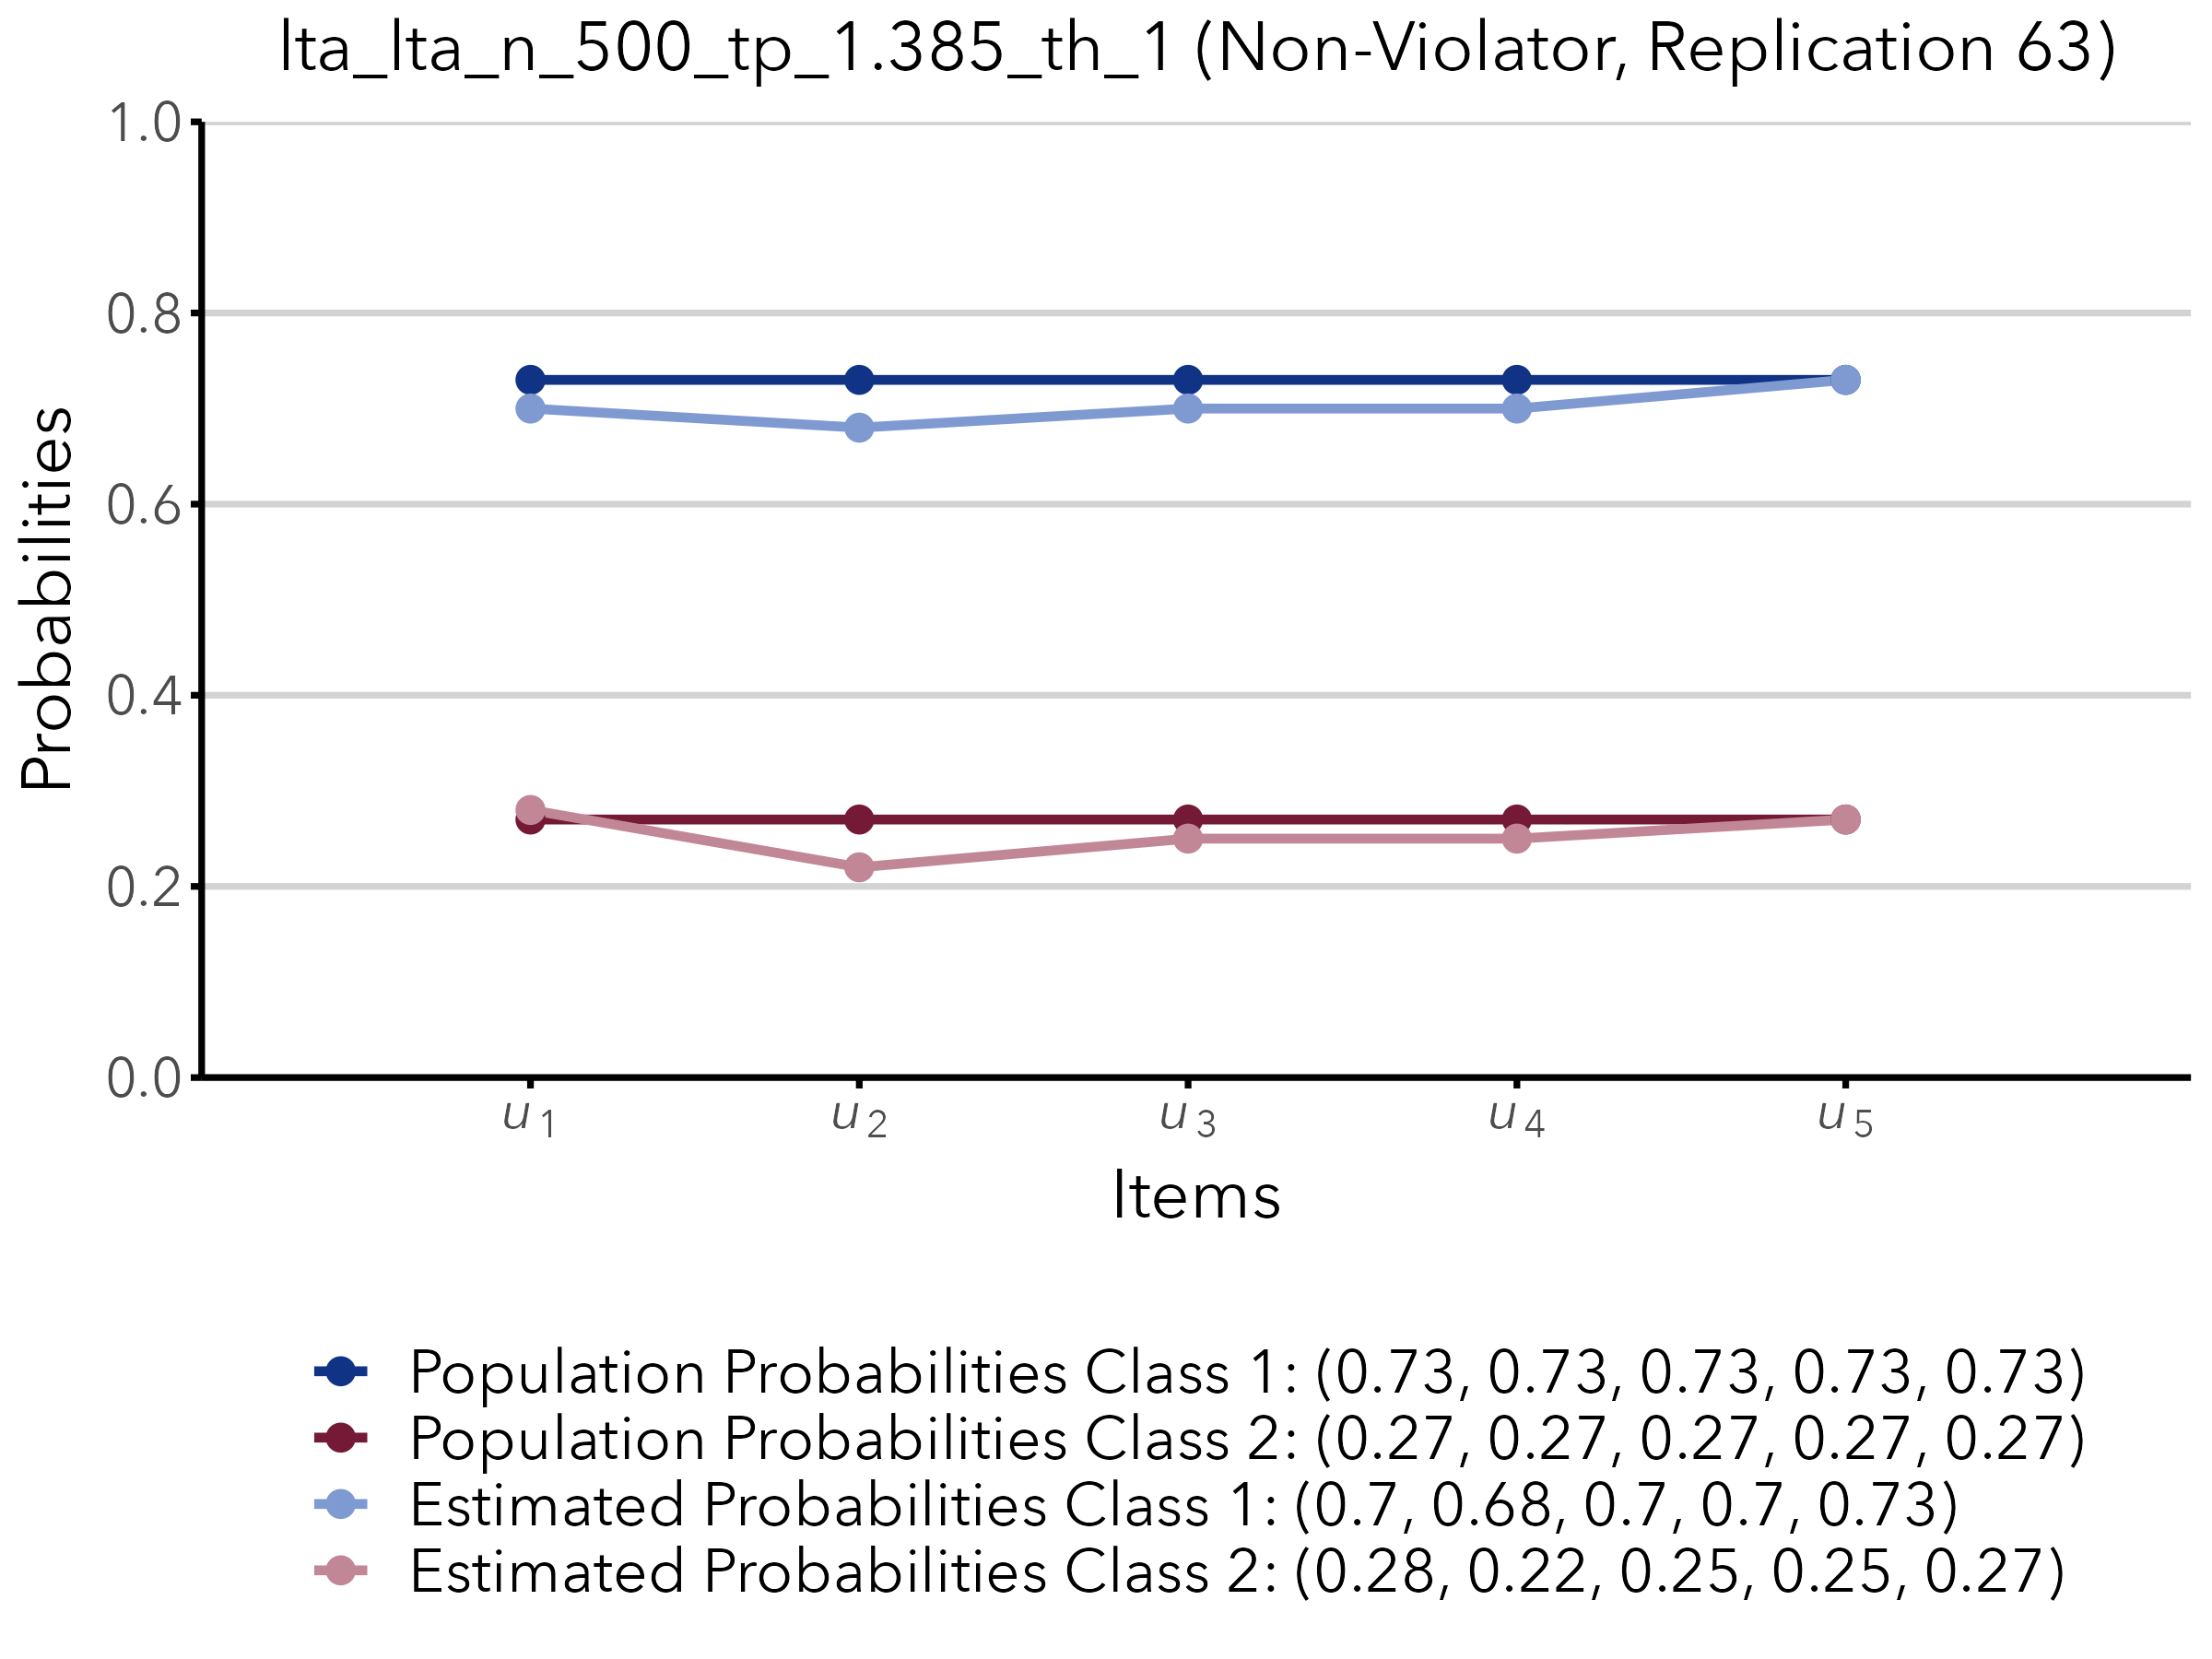 lta_lta_n_500_tp_1.385_th_1 (Non-Violator, Replication 63)
1.0
0.8
0.6
0.4
0.2
0.0
Probabilities
u1 u2 u3 u4 u5
Items
Population Probabilities Class 1: (0.73, 0.73, 0.73, 0.73, 0.73)
Population Probabilities Class 2: (0.27, 0.27, 0.27, 0.27, 0.27)
Estimated Probabilities Class 1: (0.7, 0.68, 0.7, 0.7, 0.73)
Estimated Probabilities Class 2: (0.28, 0.22, 0.25, 0.25, 0.27)